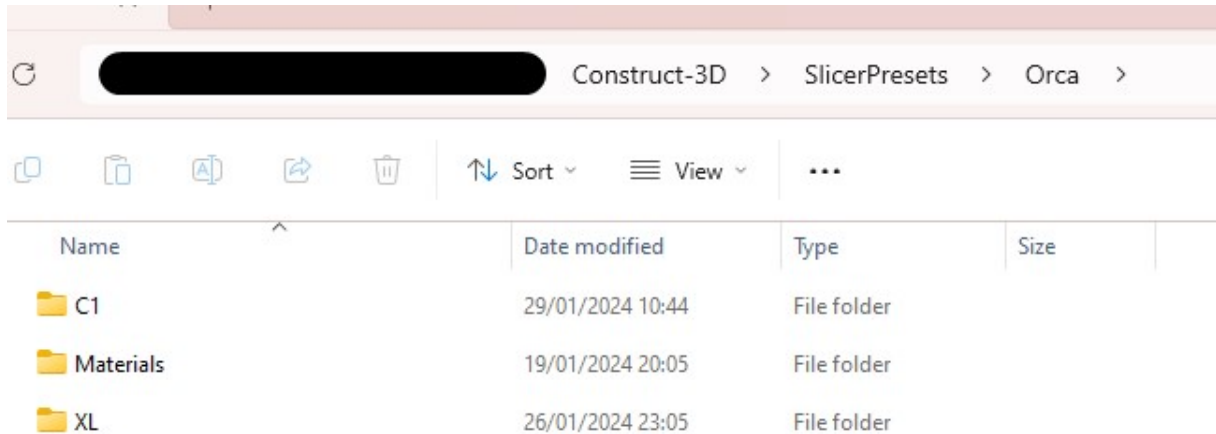 Construct-3D > SlicerPresets > Orca >
Sort View ...
Name Date modified Type Size
C1 29/01/2024 10:44 File folder
Materials 19/01/2024 20:05 File folder
XL 26/01/2024 23:05 File folder